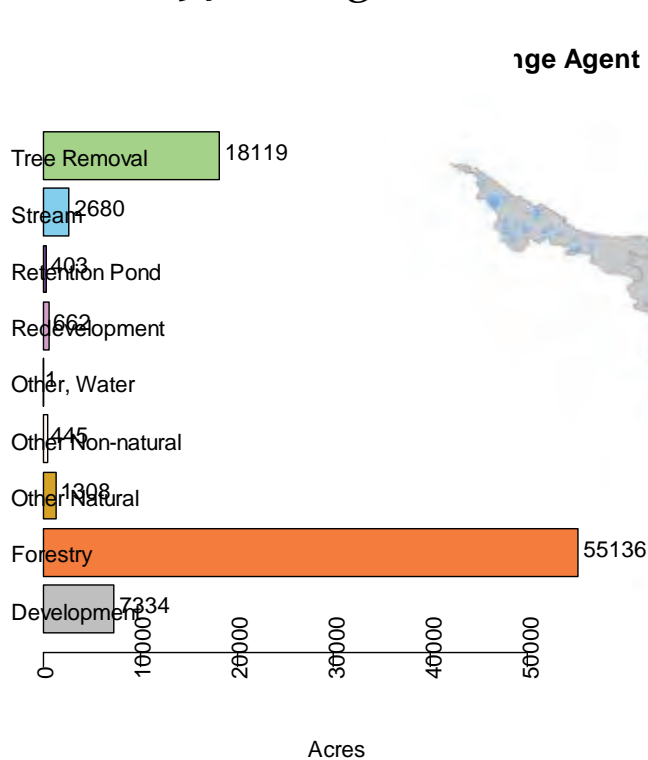 nge Agent
Tree Removal 18119
Stream 2680
Retention Pond 403
Redevelopment 662
Other, Water 1
Other Non-natural 445
Other Natural 1308
Forestry 55136
Development 7334
0 10000 20000 30000 40000 50000
Acres